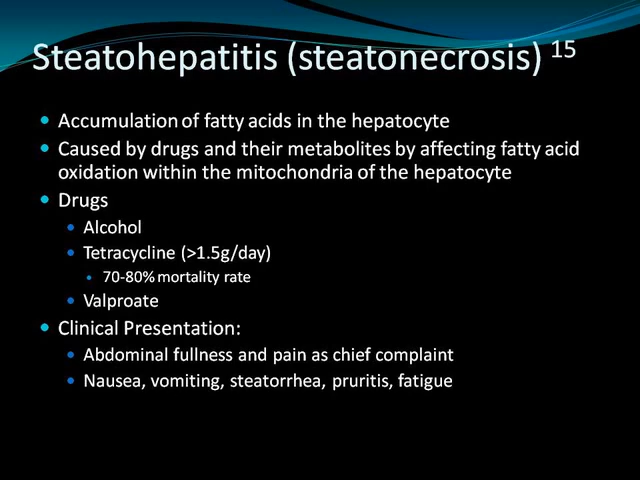 Steatohepatitis (steatonecrosis) 15
Accumulation of fatty acids in the hepatocyte
Caused by drugs and their metabolites by affecting fatty acid
oxidation within the mitochondria of the hepatocyte
Drugs
Alcohol
Tetracycline (>1.5g/day)
70-80% mortality rate
Valproate
Clinical Presentation:
Abdominal fullness and pain as chief complaint
Nausea, vomiting, steatorrhea, pruritis, fatigue